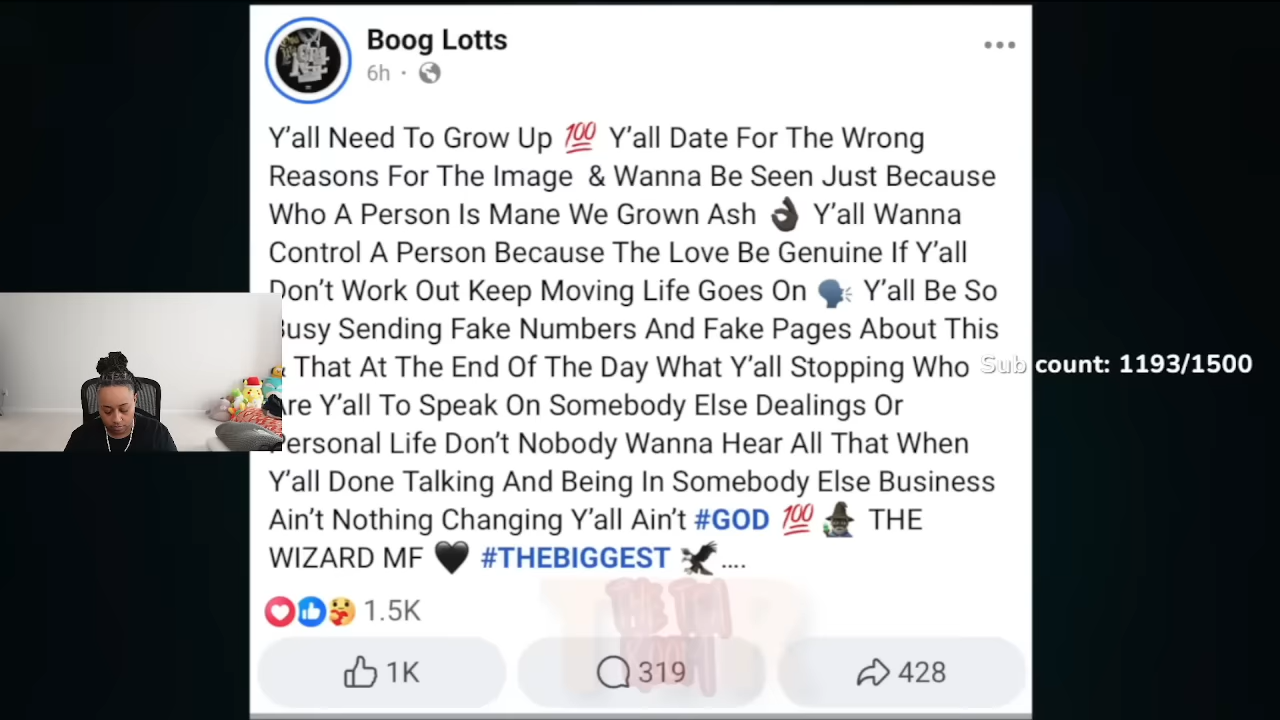 Boog Lotts
6h ·
Y'all Need To Grow Up 💯 Y'all Date For The Wrong
Reasons For The Image & Wanna Be Seen Just Because
Who A Person Is Mane We Grown Ash 👌🏿 Y'all Wanna
Control A Person Because The Love Be Genuine If Y'all
Don't Work Out Keep Moving Life Goes On 🗣️ Y'all Be So
Busy Sending Fake Numbers And Fake Pages About This
& That At The End Of The Day What Y'all Stopping Who
Are Y'all To Speak On Somebody Else Dealings Or
Personal Life Don't Nobody Wanna Hear All That When
Y'all Done Talking And Being In Somebody Else Business
Ain't Nothing Changing Y'all Ain't #GOD 💯 🧙🏿‍♂️ THE
WIZARD MF 🖤 #THEBIGGEST 🦅....
1.5K
1K
319
428
Sub count: 1193/1500